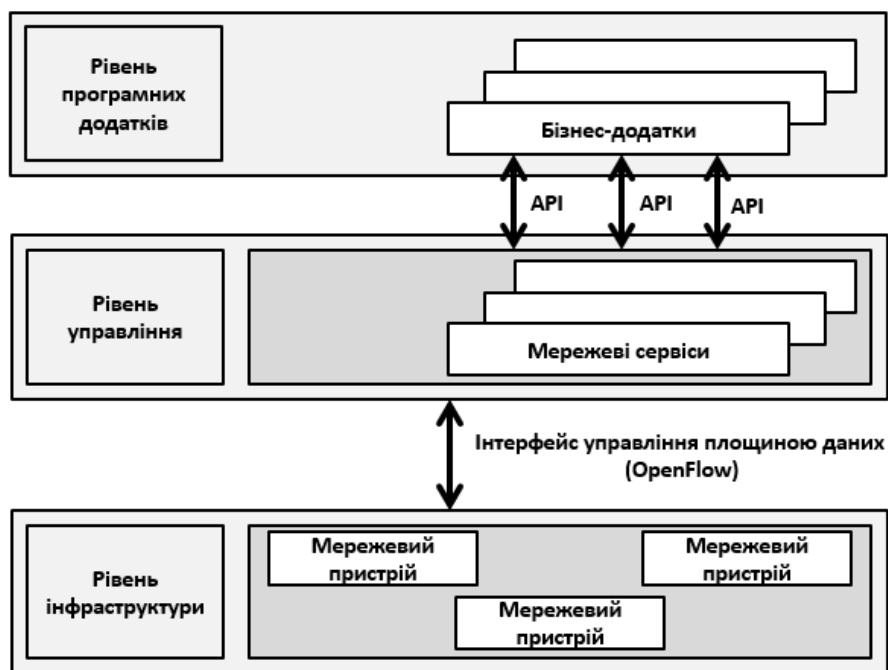 Рівень
програмних
додатків
Бізнес-додатки
API
API
API
Рівень
управління
Мережеві сервіси
Інтерфейс управління площиною даних
(OpenFlow)
Рівень
інфраструктури
Мережевий
пристрій
Мережевий
пристрій
Мережевий
пристрій